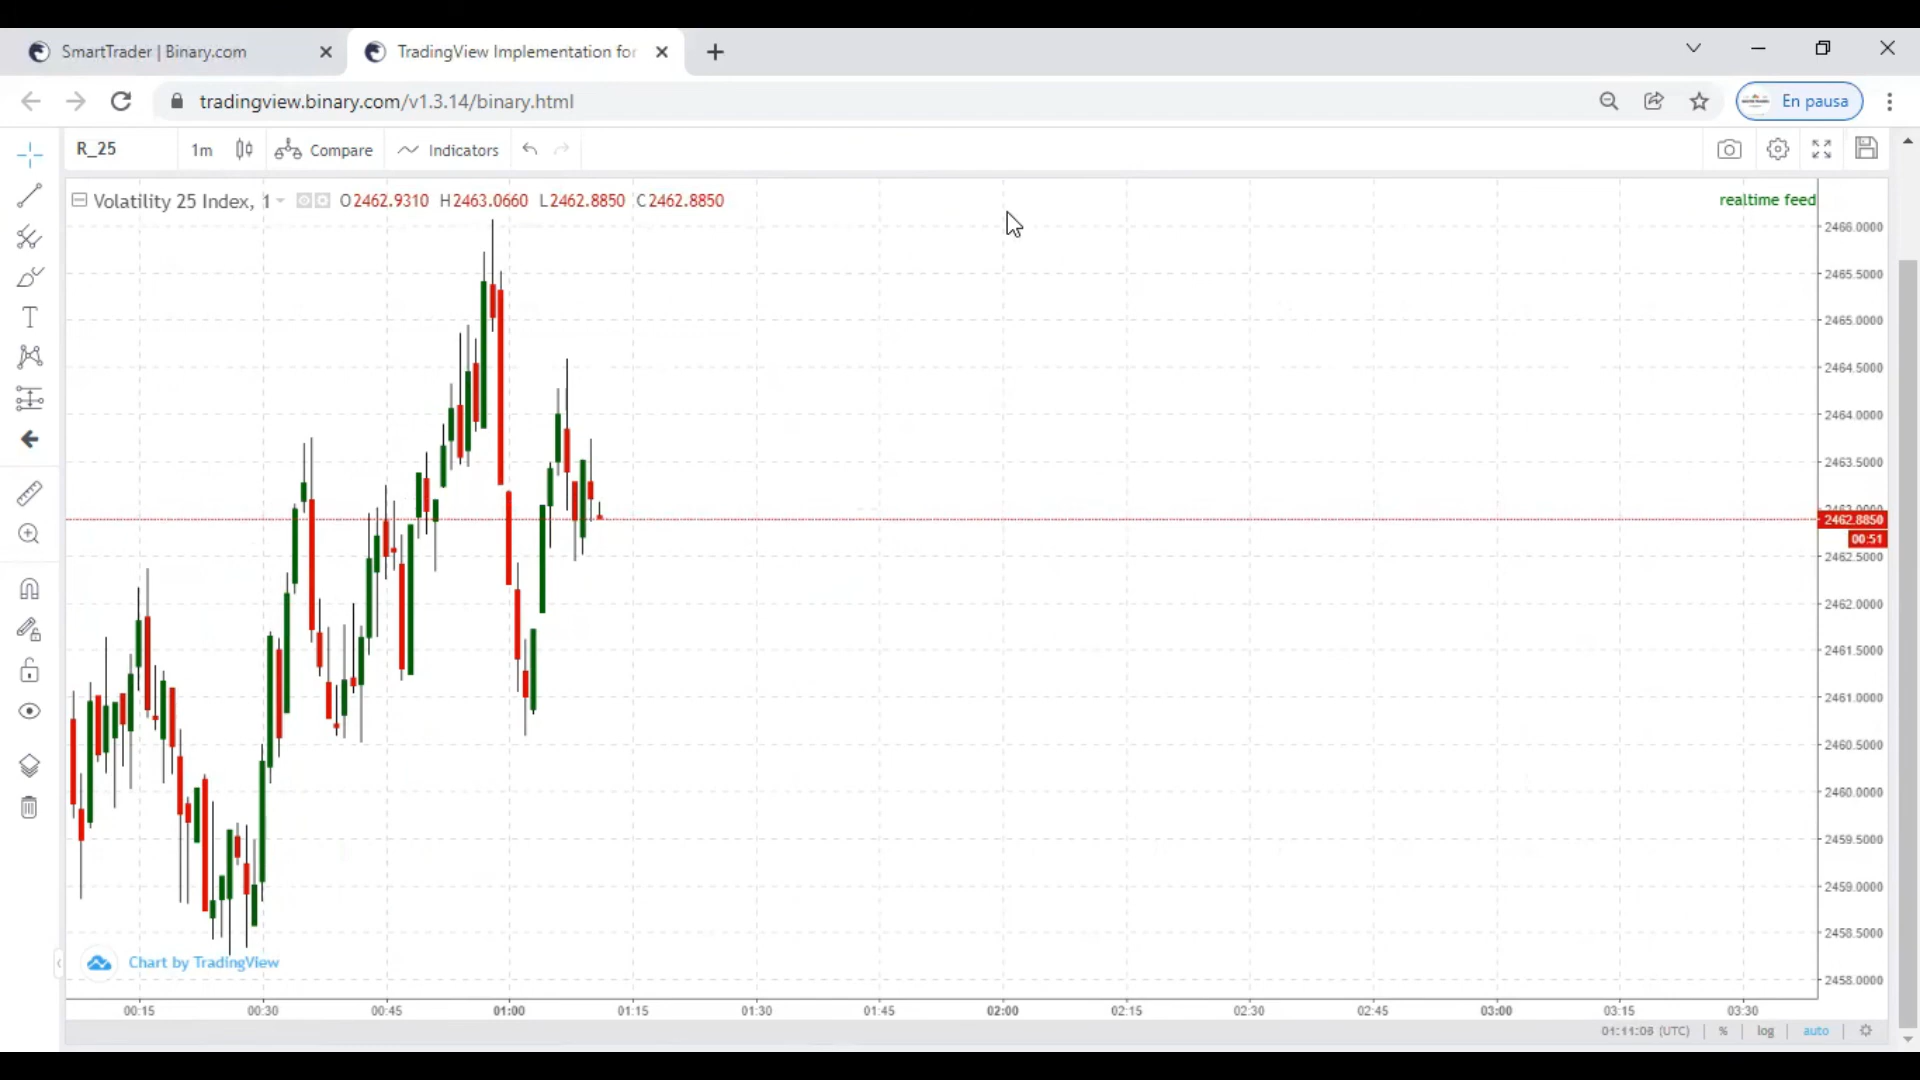 SmartTrader | Binary.com
TradingView Implementation for
tradingview.binary.com/v1.3.14/binary.html
En pausa
R_25
1m
Compare
Indicators
Volatility 25 Index, 1
O2462.9310 H2463.0660 L2462.8850 C2462.8850
realtime feed
2466.0000
2465.5000
2465.0000
2464.5000
2464.0000
2463.5000
2462.8850
00:51
2462.5000
2462.0000
2461.5000
2461.0000
2460.5000
2460.0000
2459.5000
2459.0000
2458.5000
2458.0000
Chart by TradingView
00:15 00:30 00:45 01:00 01:15 01:30 01:45 02:00 02:15 02:30 02:45 03:00 03:15 03:30
01:11:08 (UTC) % log auto